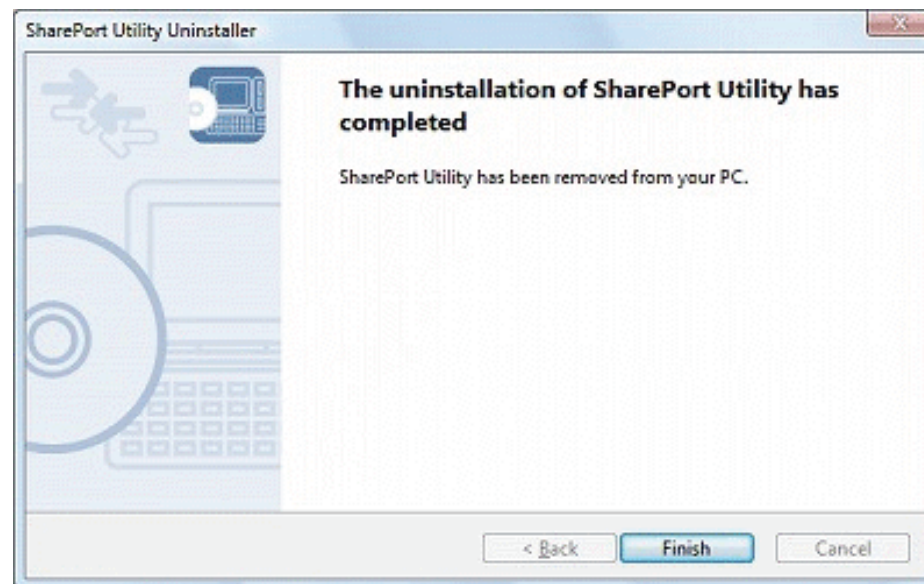 SharePort Utility Uninstaller
The uninstallation of SharePort Utility has
completed
SharePort Utility has been removed from your PC.
< Back
Finish
Cancel